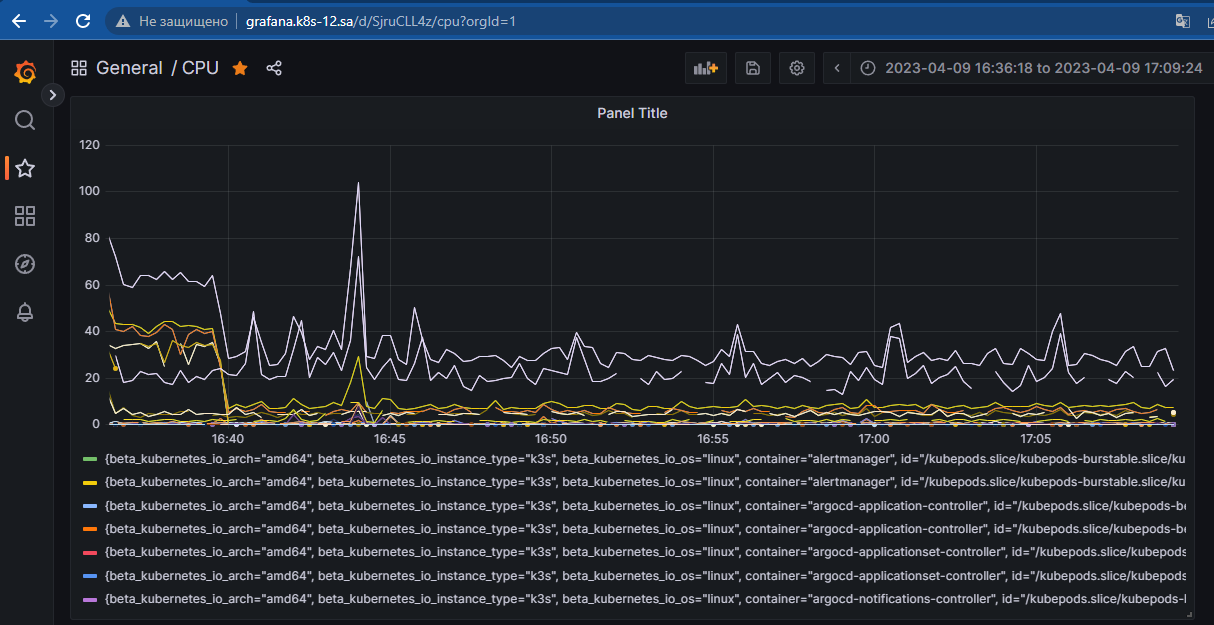 Не защищено grafana.k8s-12.sa/d/SjruCLL4z/cpu?orgId=1
General / CPU
2023-04-09 16:36:18 to 2023-04-09 17:09:24
Panel Title
120
100
80
60
40
20
0
16:40 16:45 16:50 16:55 17:00 17:05
{beta_kubernetes_io_arch="amd64", beta_kubernetes_io_instance_type="k3s", beta_kubernetes_io_os="linux", container="alertmanager", id="/kubepods.slice/kubepods-burstable.slice/ku
{beta_kubernetes_io_arch="amd64", beta_kubernetes_io_instance_type="k3s", beta_kubernetes_io_os="linux", container="alertmanager", id="/kubepods.slice/kubepods-burstable.slice/ku
{beta_kubernetes_io_arch="amd64", beta_kubernetes_io_instance_type="k3s", beta_kubernetes_io_os="linux", container="argocd-application-controller", id="/kubepods.slice/kubepods-be
{beta_kubernetes_io_arch="amd64", beta_kubernetes_io_instance_type="k3s", beta_kubernetes_io_os="linux", container="argocd-application-controller", id="/kubepods.slice/kubepods-be
{beta_kubernetes_io_arch="amd64", beta_kubernetes_io_instance_type="k3s", beta_kubernetes_io_os="linux", container="argocd-applicationset-controller", id="/kubepods.slice/kubepods
{beta_kubernetes_io_arch="amd64", beta_kubernetes_io_instance_type="k3s", beta_kubernetes_io_os="linux", container="argocd-applicationset-controller", id="/kubepods.slice/kubepods
{beta_kubernetes_io_arch="amd64", beta_kubernetes_io_instance_type="k3s", beta_kubernetes_io_os="linux", container="argocd-notifications-controller", id="/kubepods.slice/kubepods-